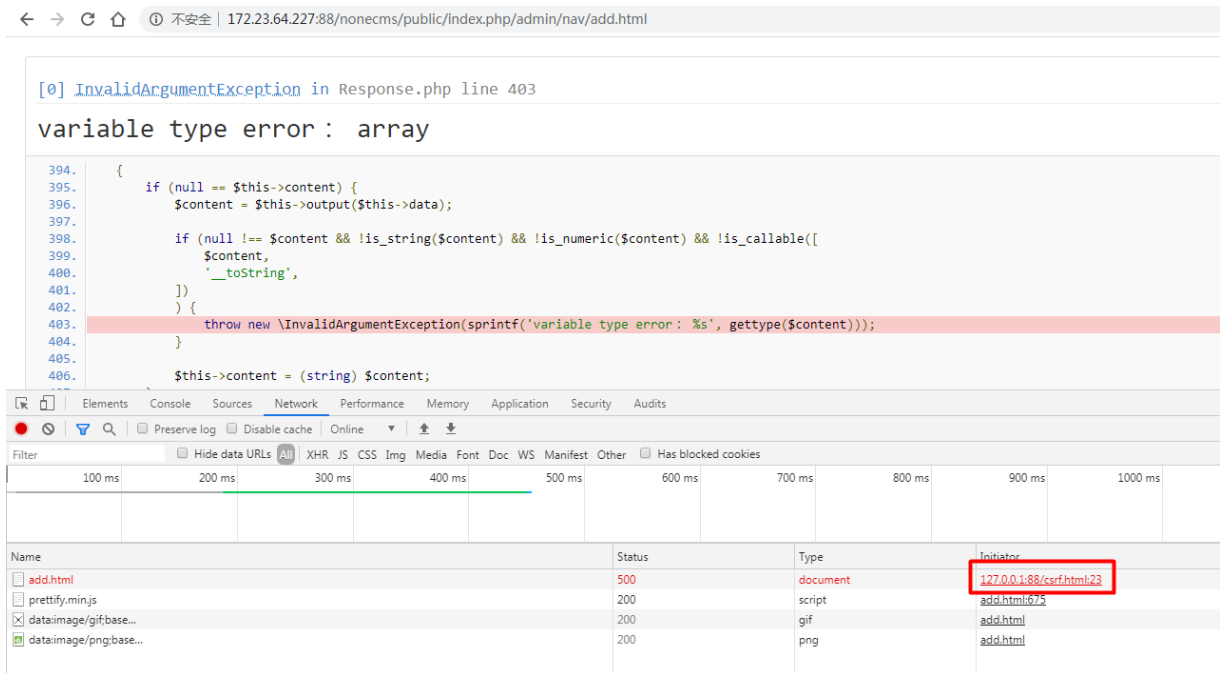 不安全 | 172.23.64.227:88/nonecms/public/index.php/admin/nav/add.html
[0] InvalidArgumentException in Response.php line 403
variable type error： array
394. {
395. if (null == $this->content) {
396. $content = $this->output($this->data);
397.
398. if (null !== $content && !is_string($content) && !is_numeric($content) && !is_callable([
399. $content,
400. '__toString',
401. ])
402. ) {
403. throw new \InvalidArgumentException(sprintf('variable type error： %s', gettype($content)));
404. }
405.
406. $this->content = (string) $content;
Elements Console Sources Network Performance Memory Application Security Audits
Preserve log Disable cache Online
Filter Hide data URLs All XHR JS CSS Img Media Font Doc WS Manifest Other Has blocked cookies
100 ms 200 ms 300 ms 400 ms 500 ms 600 ms 700 ms 800 ms 900 ms 1000 ms
Name Status Type Initiator
add.html 500 document 127.0.0.1:88/csrf.html:23
prettify.min.js 200 script add.html:675
data:image/gif;base... 200 gif add.html
data:image/png;base... 200 png add.html